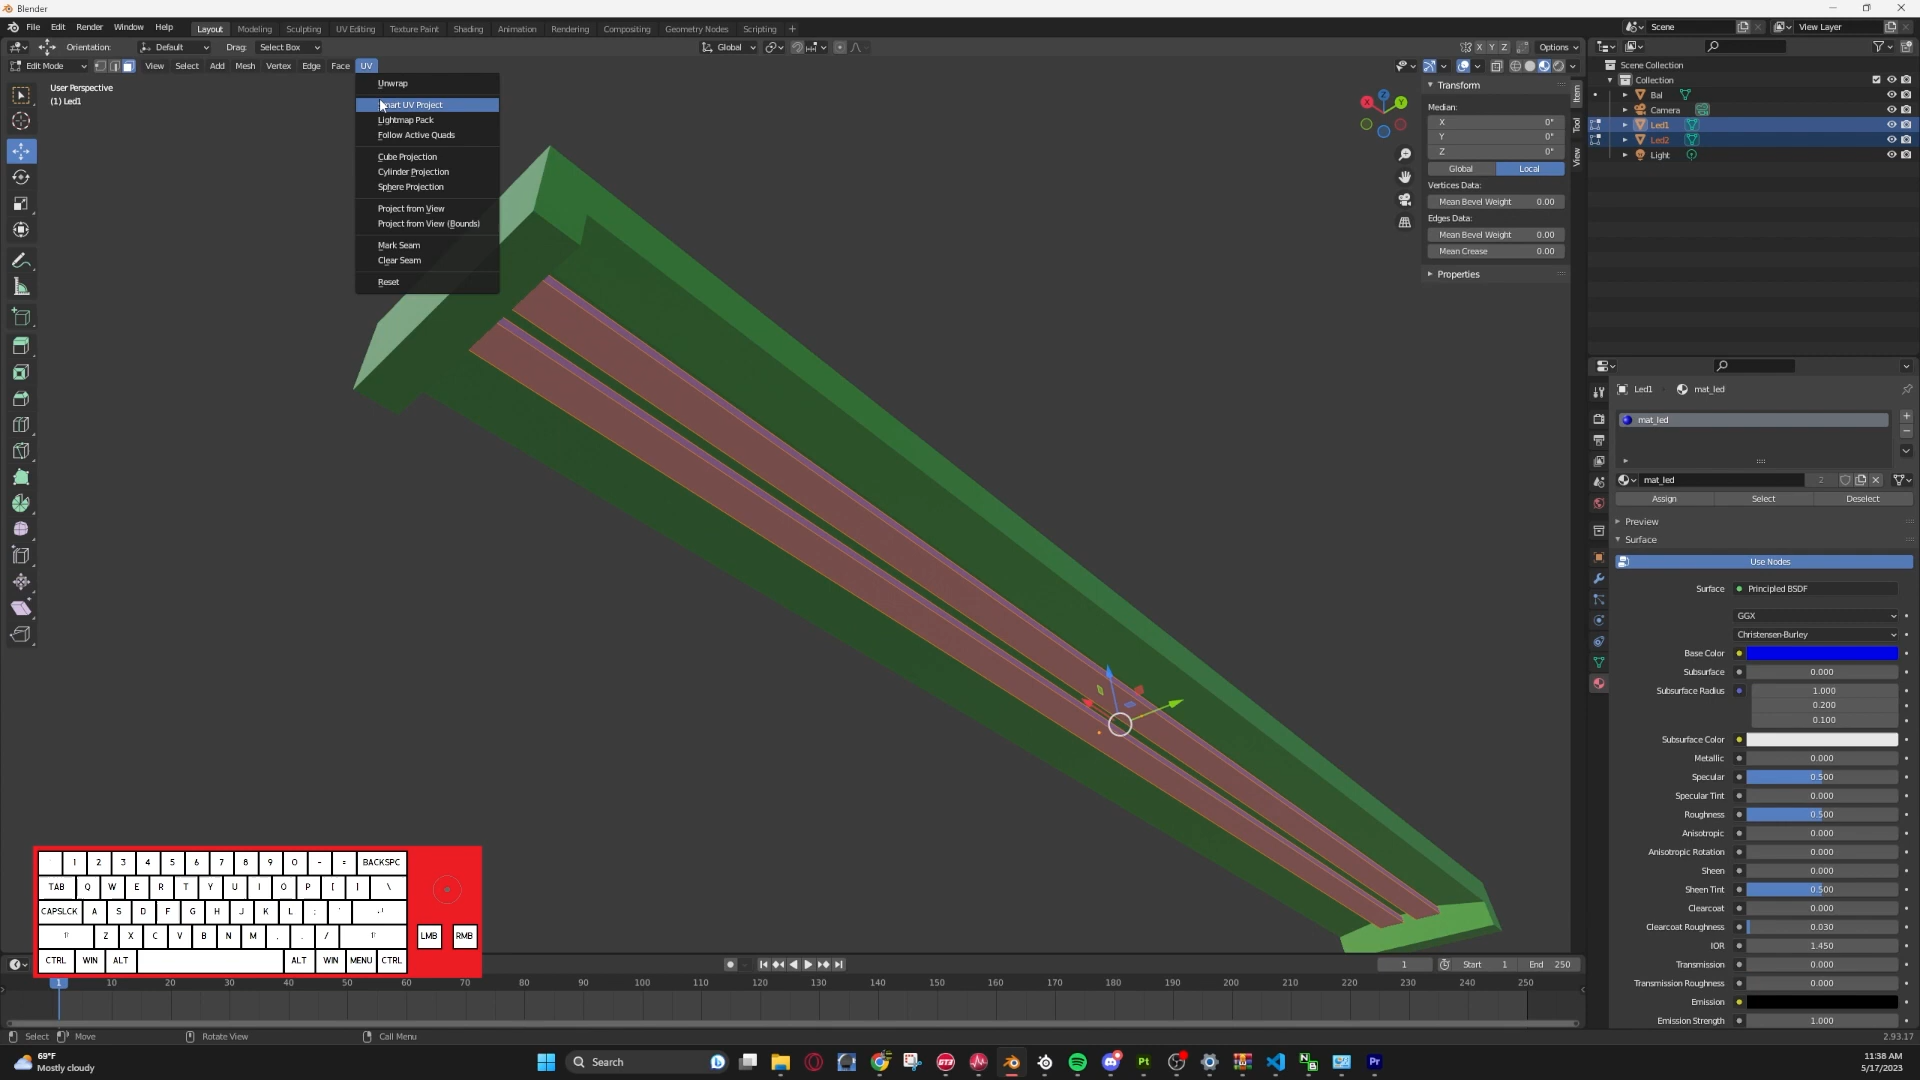 Blender
File Edit Render Window Help Layout Modeling Sculpting UV Editing Texture Paint Shading Animation Rendering Compositing Geometry Nodes Scripting + Scene View Layer
Orientation: Default Drag: Select Box Global X Y Z Options
Edit Mode View Select Add Mesh Vertex Edge Face UV
User Perspective
(1) Led1
Unwrap
Smart UV Project
Lightmap Pack
Follow Active Quads
Cube Projection
Cylinder Projection
Sphere Projection
Project from View
Project from View (Bounds)
Mark Seam
Clear Seam
Reset
X Y Z
Transform
Median:
X 0°
Y 0°
Z 0°
Global Local
Vertices Data:
Mean Bevel Weight 0.00
Edges Data:
Mean Bevel Weight 0.00
Mean Crease 0.00
Properties
Item
Tool
View
Scene Collection
Collection
Bal
Camera
Led1
Led2
Light
Led1 mat_led
mat_led
mat_led 2
Assign Select Deselect
Preview
Surface
Use Nodes
Surface Principled BSDF
GGX
Christensen-Burley
Base Color
Subsurface 0.000
Subsurface Radius 1.000
0.200
0.100
Subsurface Color
Metallic 0.000
Specular 0.500
Specular Tint 0.000
Roughness 0.500
Anisotropic 0.000
Anisotropic Rotation 0.000
Sheen 0.000
Sheen Tint 0.500
Clearcoat 0.000
Clearcoat Roughness 0.030
IOR 1.450
Transmission 0.000
Transmission Roughness 0.000
Emission
Emission Strength 1.000
1 2 3 4 5 6 7 8 9 0 - = BACKSPC
TAB Q W E R T Y U I O P [ ] \
CAPSLCK A S D F G H J K L ; '
Z X C V B N M , . /
CTRL WIN ALT ALT WIN MENU CTRL
LMB RMB
1 Start 1 End 250
1 10 20 30 40 50 60 70 80 90 100 110 120 130 140 150 160 170 180 190 200 210 220 230 240 250
Select Move Rotate View Call Menu 2.93.17
69°F
Mostly cloudy
Search
GTS
Pt
Pr
11:38 AM
5/17/2023